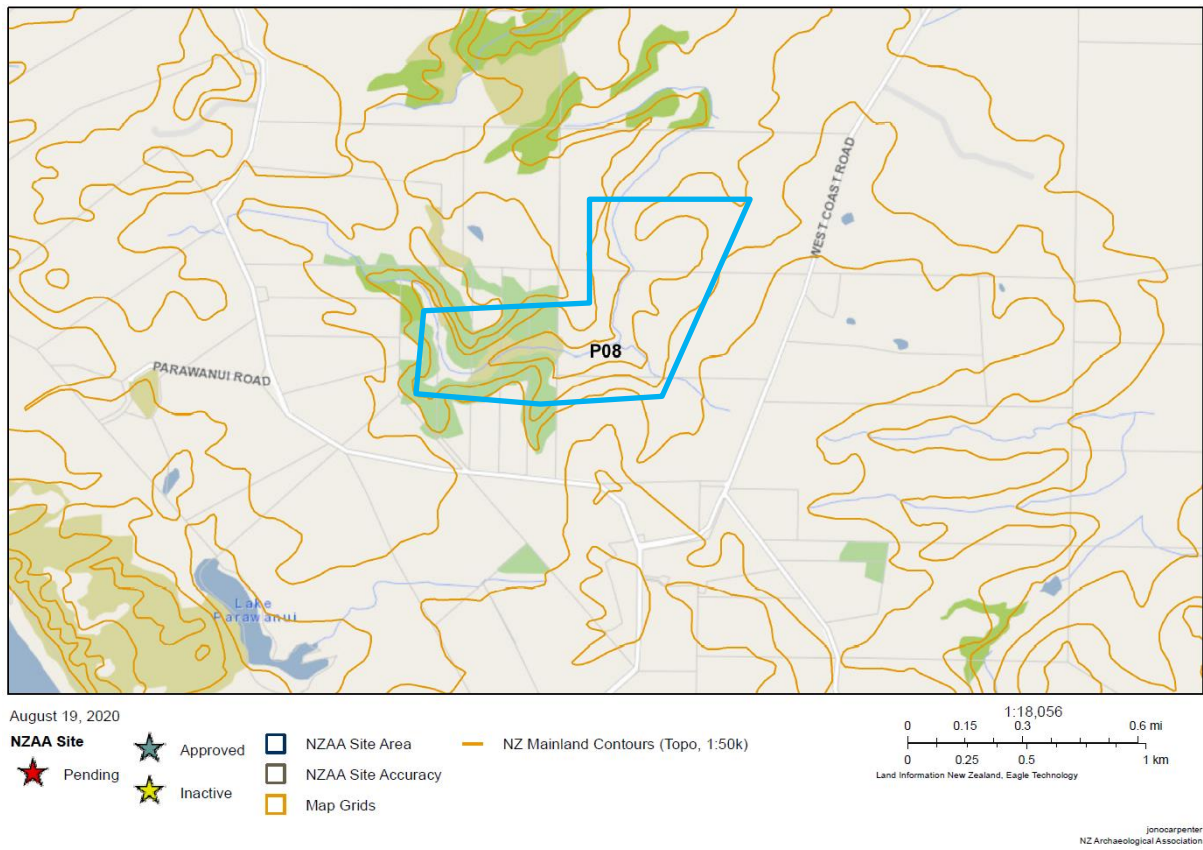 WEST COAST ROAD
P08
PARAWANUI ROAD
Lake
Parawanui
August 19, 2020
NZAA Site
Pending
Approved
Inactive
NZAA Site Area
NZAA Site Accuracy
Map Grids
NZ Mainland Contours (Topo, 1:50k)
1:18,056
0 0.15 0.3 0.6 mi
0 0.25 0.5 1 km
Land Information New Zealand, Eagle Technology
jonocarpenter
NZ Archaeological Association